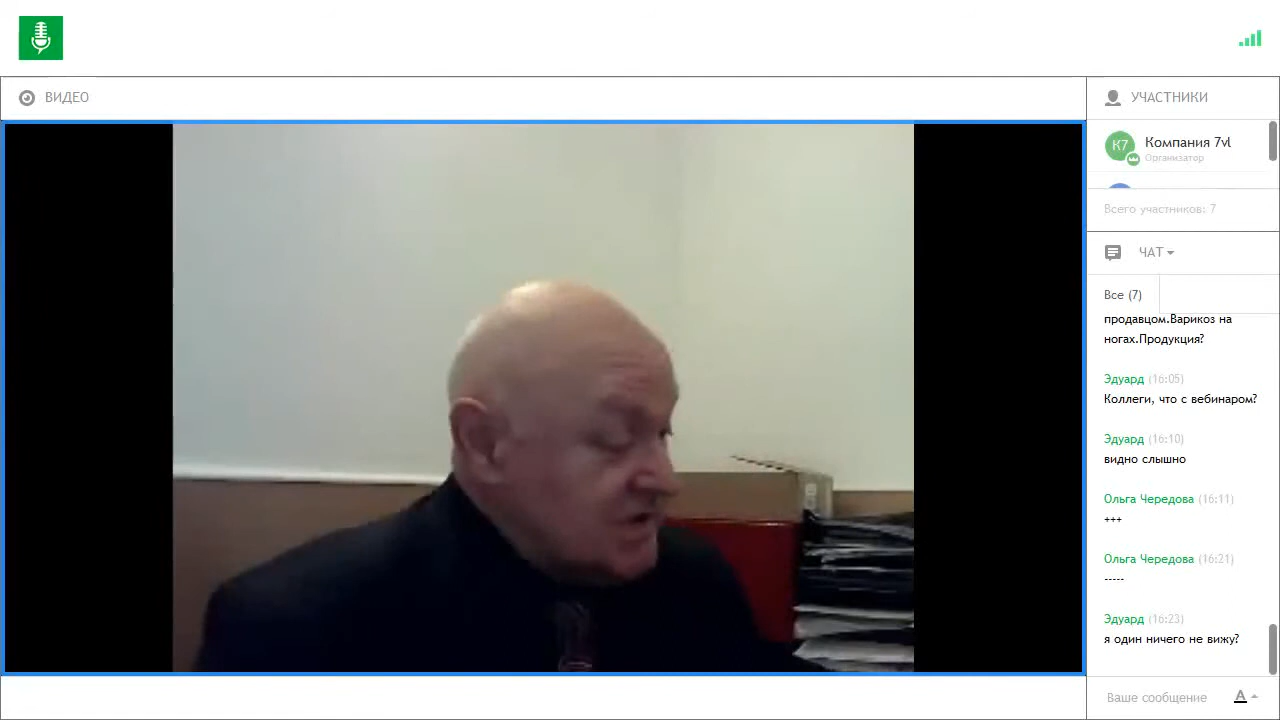 ВИДЕО
УЧАСТНИКИ
К7
Компания 7vl
Организатор
Всего участников: 7
ЧАТ
Все (7)
продавцом.Варикоз на
ногах.Продукция?
Эдуард (16:05)
Коллеги, что с вебинаром?
Эдуард (16:10)
видно слышно
Ольга Чередова (16:11)
+++
Ольга Чередова (16:21)
-----
Эдуард (16:23)
я один ничего не вижу?
Ваше сообщение
A